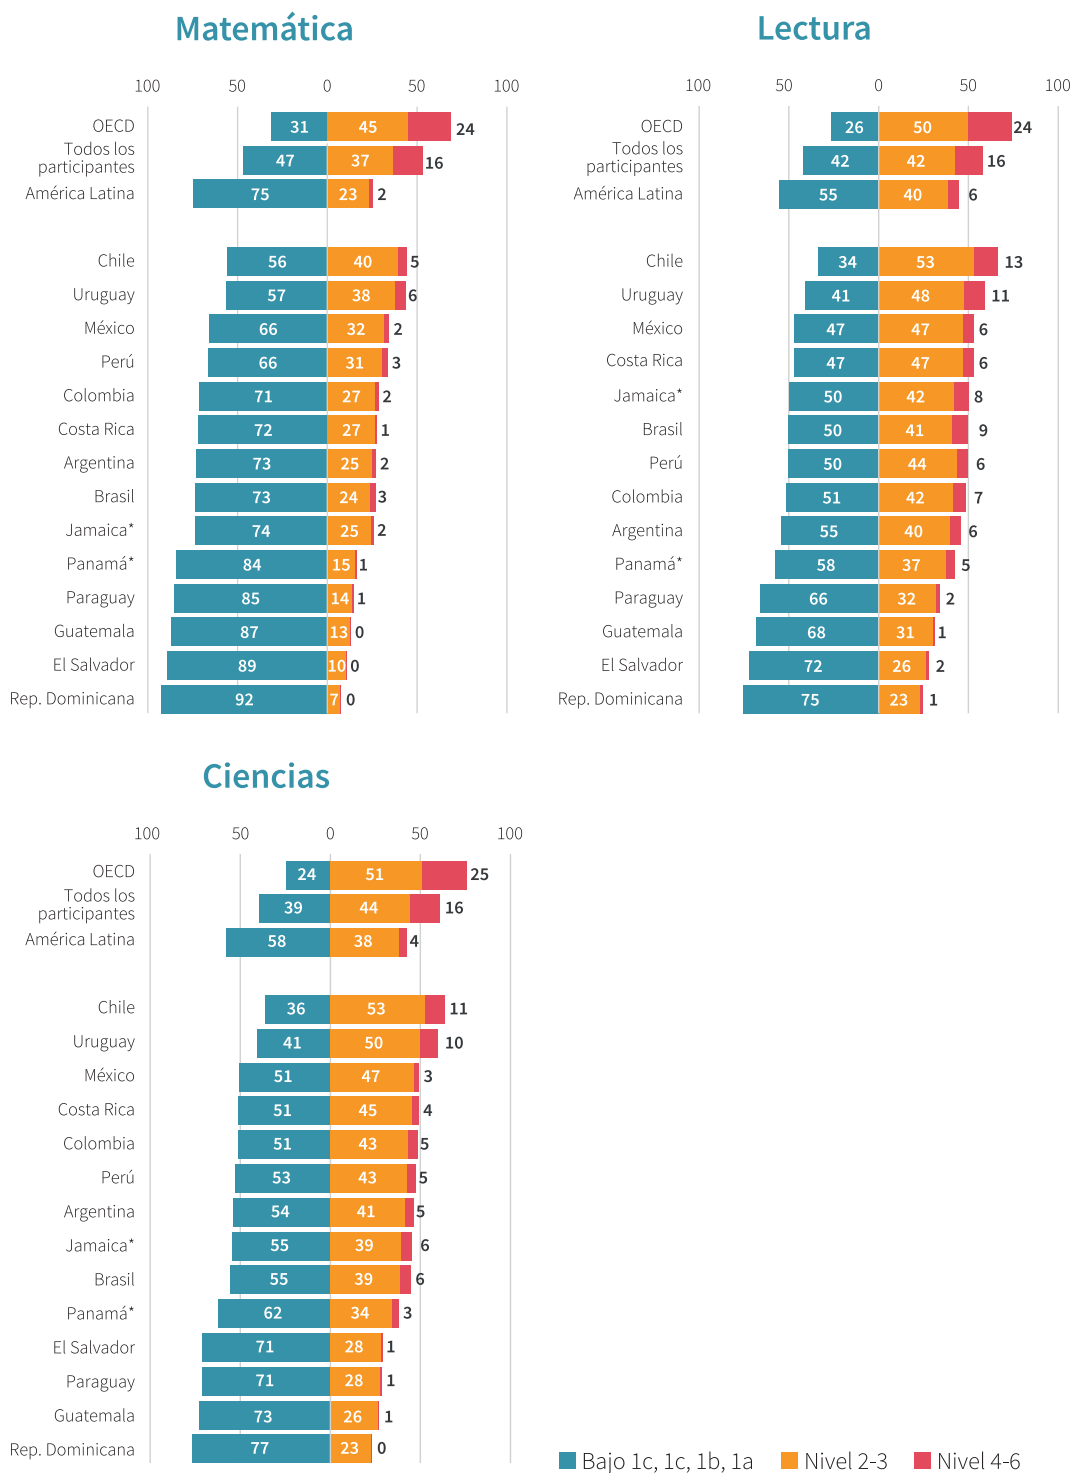 Matemática
100 50 0 50 100
OECD 31 45 24
Todos los
participantes 47 37 16
América Latina 75 23 2
Chile 56 40 5
Uruguay 57 38 6
México 66 32 2
Perú 66 31 3
Colombia 71 27 2
Costa Rica 72 27 1
Argentina 73 25 2
Brasil 73 24 3
Jamaica* 74 25 2
Panamá* 84 15 1
Paraguay 85 14 1
Guatemala 87 13 0
El Salvador 89 10 0
Rep. Dominicana 92 7 0
Lectura
100 50 0 50 100
OECD 26 50 24
Todos los
participantes 42 42 16
América Latina 55 40 6
Chile 34 53 13
Uruguay 41 48 11
México 47 47 6
Costa Rica 47 47 6
Jamaica* 50 42 8
Brasil 50 41 9
Perú 50 44 6
Colombia 51 42 7
Argentina 55 40 6
Panamá* 58 37 5
Paraguay 66 32 2
Guatemala 68 31 1
El Salvador 72 26 2
Rep. Dominicana 75 23 1
Ciencias
100 50 0 50 100
OECD 24 51 25
Todos los
participantes 39 44 16
América Latina 58 38 4
Chile 36 53 11
Uruguay 41 50 10
México 51 47 3
Costa Rica 51 45 4
Colombia 51 43 5
Perú 53 43 5
Argentina 54 41 5
Jamaica* 55 39 6
Brasil 55 39 6
Panamá* 62 34 3
El Salvador 71 28 1
Paraguay 71 28 1
Guatemala 73 26 1
Rep. Dominicana 77 23 0
Bajo 1c, 1c, 1b, 1a Nivel 2-3 Nivel 4-6